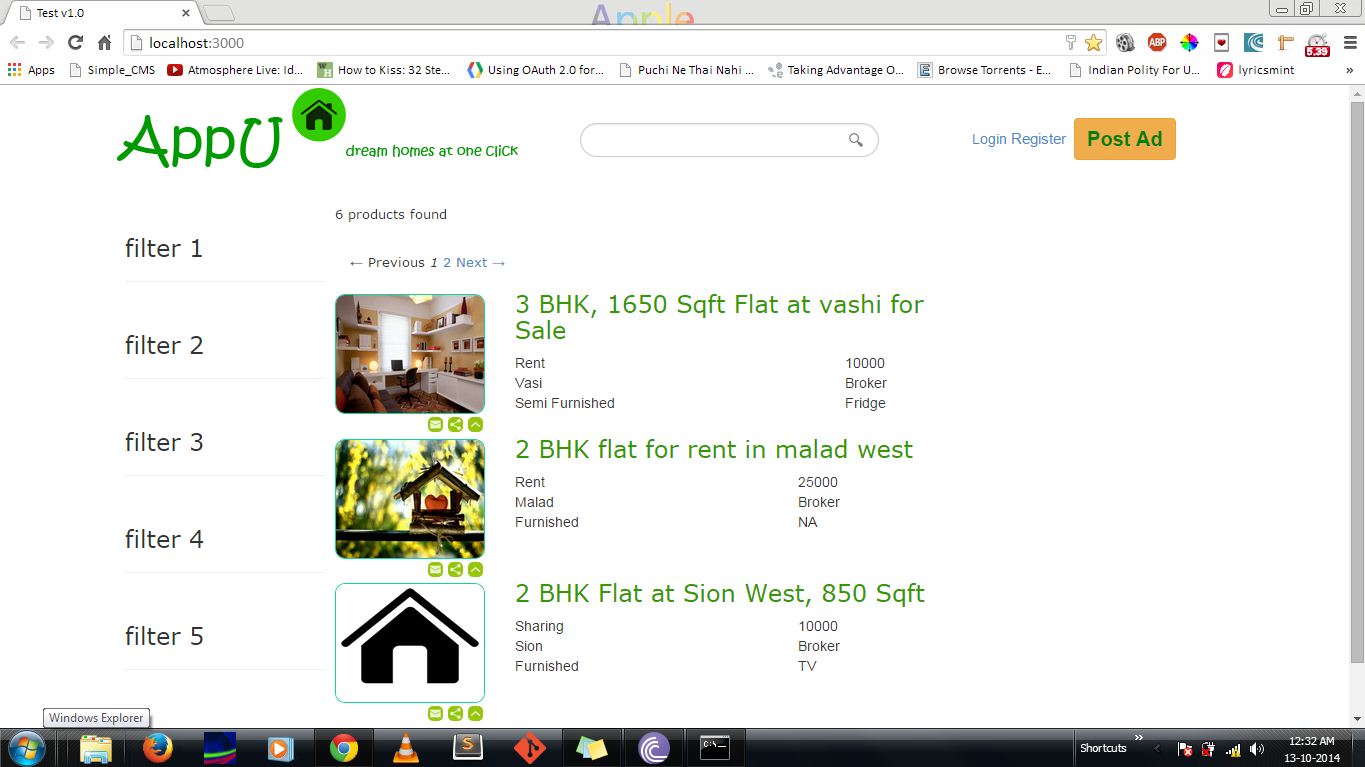 Apple
Test v1.0
localhost:3000
ABP
5.39
Apps
Simple_CMS
Atmosphere Live: Id...
How to Kiss: 32 Ste...
Using OAuth 2.0 for...
Puchi Ne Thai Nahi ...
Taking Advantage O...
Browse Torrents - E...
Indian Polity For U...
lyricsmint
»
AppU
dream homes at one click
Login Register
Post Ad
6 products found
← Previous 1 2 Next →
filter 1
filter 2
filter 3
filter 4
filter 5
3 BHK, 1650 Sqft Flat at vashi for
Sale
Rent 10000
Vasi Broker
Semi Furnished Fridge
2 BHK flat for rent in malad west
Rent 25000
Malad Broker
Furnished NA
2 BHK Flat at Sion West, 850 Sqft
Sharing 10000
Sion Broker
Furnished TV
Windows Explorer
S
C:\_
Shortcuts »
12:32 AM
13-10-2014